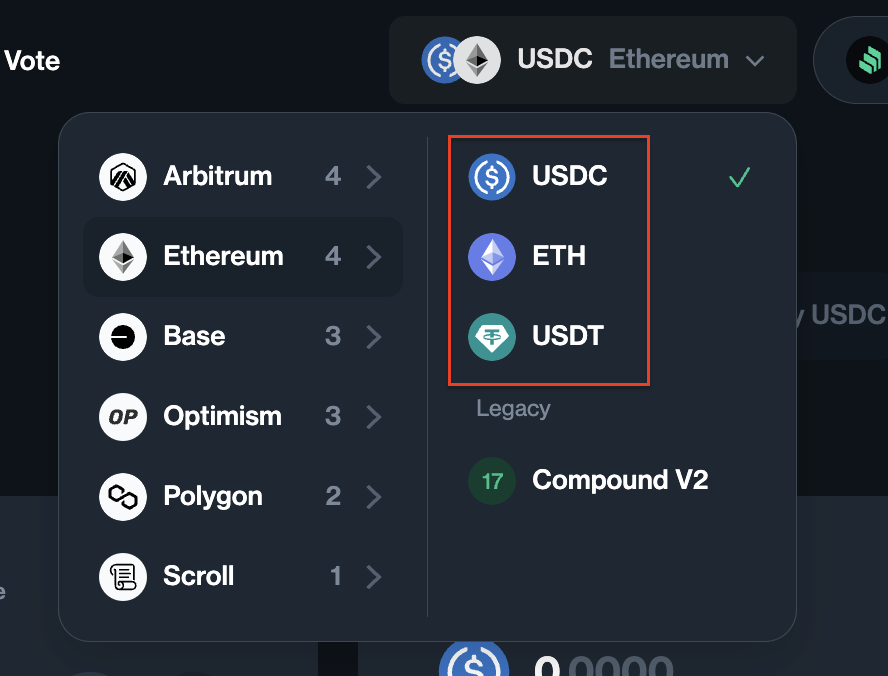 Vote
USDC Ethereum
Arbitrum 4
Ethereum 4
Base 3
OP Optimism 3
Polygon 2
Scroll 1
USDC
ETH
USDT
Legacy
17 Compound V2
USDC
0.0000